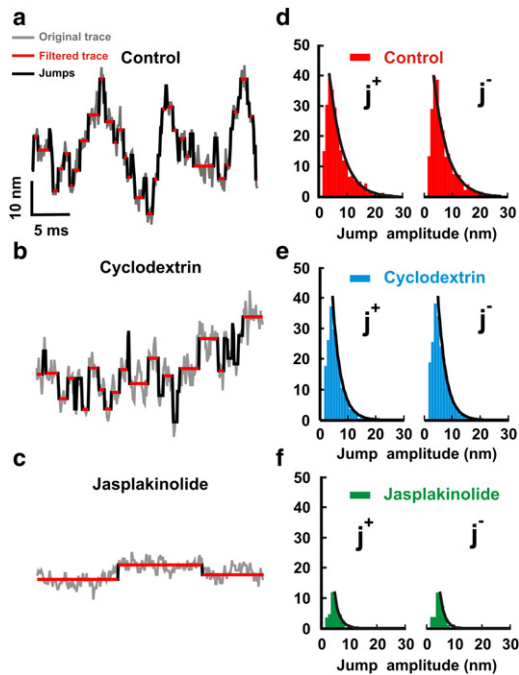 a
Original trace
Filtered trace
Jumps
Control
10 nm
5 ms
b
Cyclodextrin
c
Jasplakinolide
d
Control
50
40
30
20
10
0
j+
j-
0 10 20 30
0 10 20 30
Jump amplitude (nm)
e
Cyclodextrin
50
40
30
20
10
0
j+
j-
0 10 20 30
0 10 20 30
Jump amplitude (nm)
f
Jasplakinolide
50
40
30
20
10
0
j+
j-
0 10 20 30
0 10 20 30
Jump amplitude (nm)